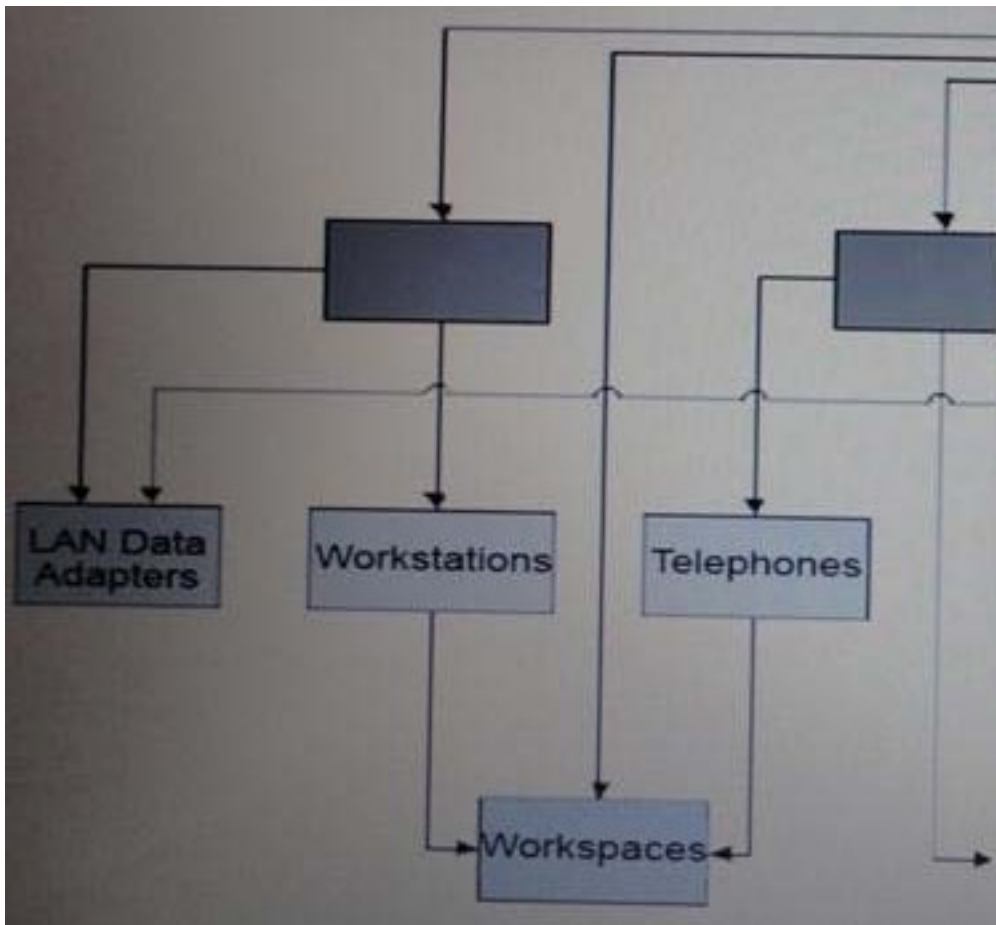 LAN Data
Adapters
Workstations
Telephones
Workspaces